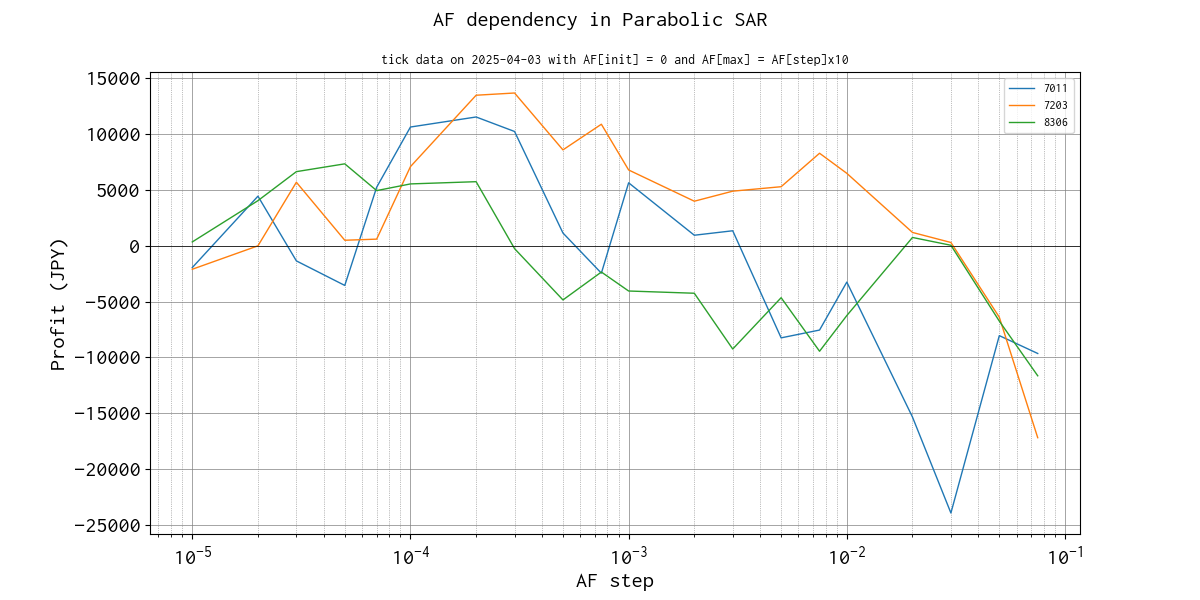 AF dependency in Parabolic SAR
tick data on 2025-04-03 with AF[init] = 0 and AF[max] = AF[step]x10
7011
7203
8306
Profit (JPY)
15000
10000
5000
0
−5000
−10000
−15000
−20000
−25000
10⁻⁵ 10⁻⁴ 10⁻³ 10⁻² 10⁻¹
AF step